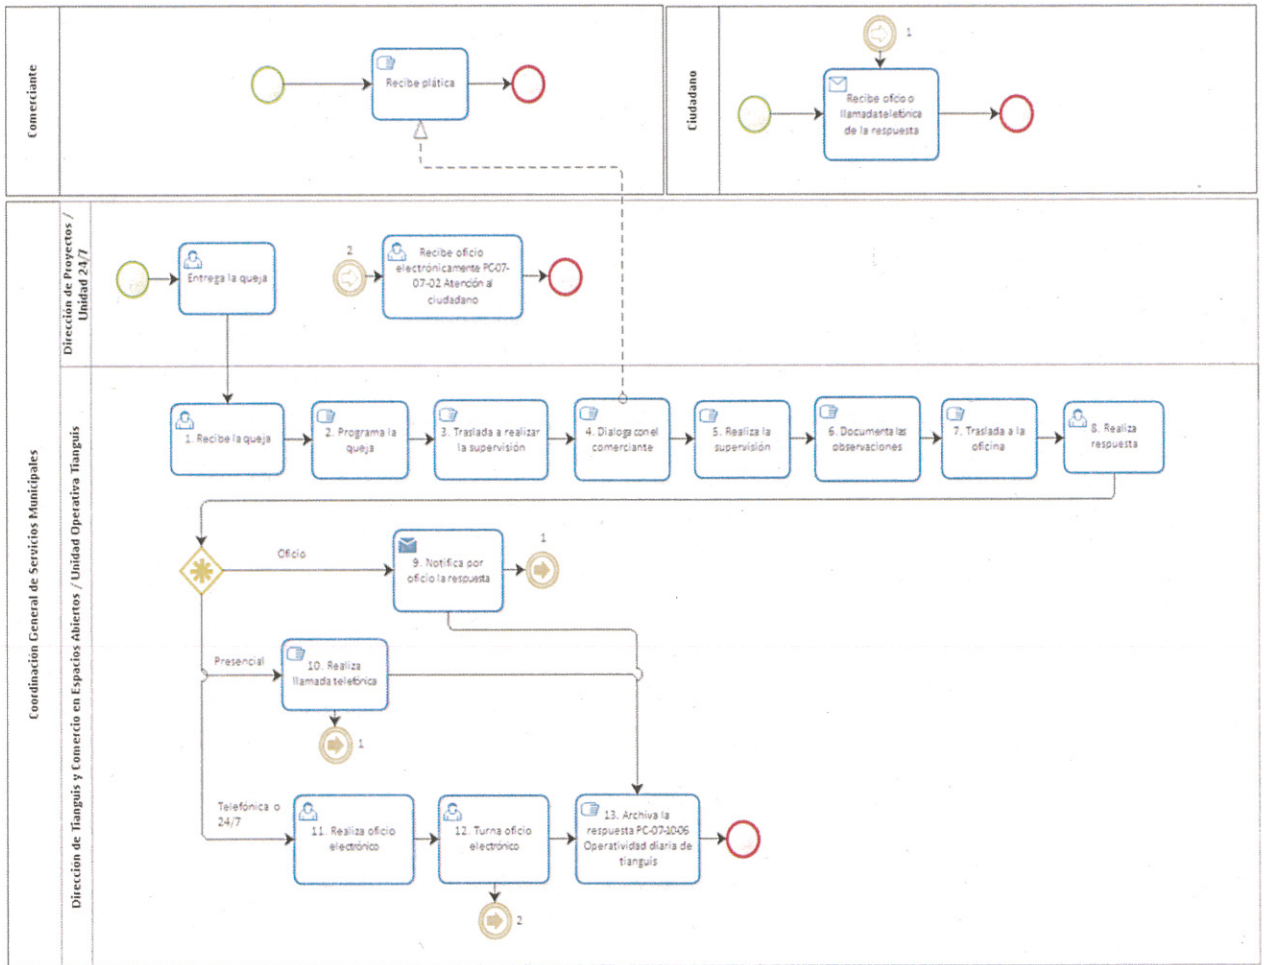 Comerciante
Recibe plática
Ciudadano
1
Recibe oficio o
llamada telefónica
de la respuesta
Coordinación General de Servicios Municipales
Dirección de Proyectos /
Unidad 24/7
Entrega la queja
2
Recibe oficio
electrónicamente PC-07-
07-02 Atención al
ciudadano
Dirección de Tianguis y Comercio en Espacios Abiertos / Unidad Operativa Tianguis
1. Recibe la queja
2. Programa la
queja
3. Traslada a realizar
la supervisión
4. Dialoga con el
comerciante
5. Realiza la
supervisión
6. Documenta las
observaciones
7. Traslada a la
oficina
8. Realiza
respuesta
Oficio
9. Notifica por
oficio la respuesta
1
Presencial
10. Realiza
llamada telefónica
1
Telefónica o
24/7
11. Realiza oficio
electrónico
12. Turna oficio
electrónico
2
13. Archiva la
respuesta PC-07-10-06
Operatividad diaria de
tianguis